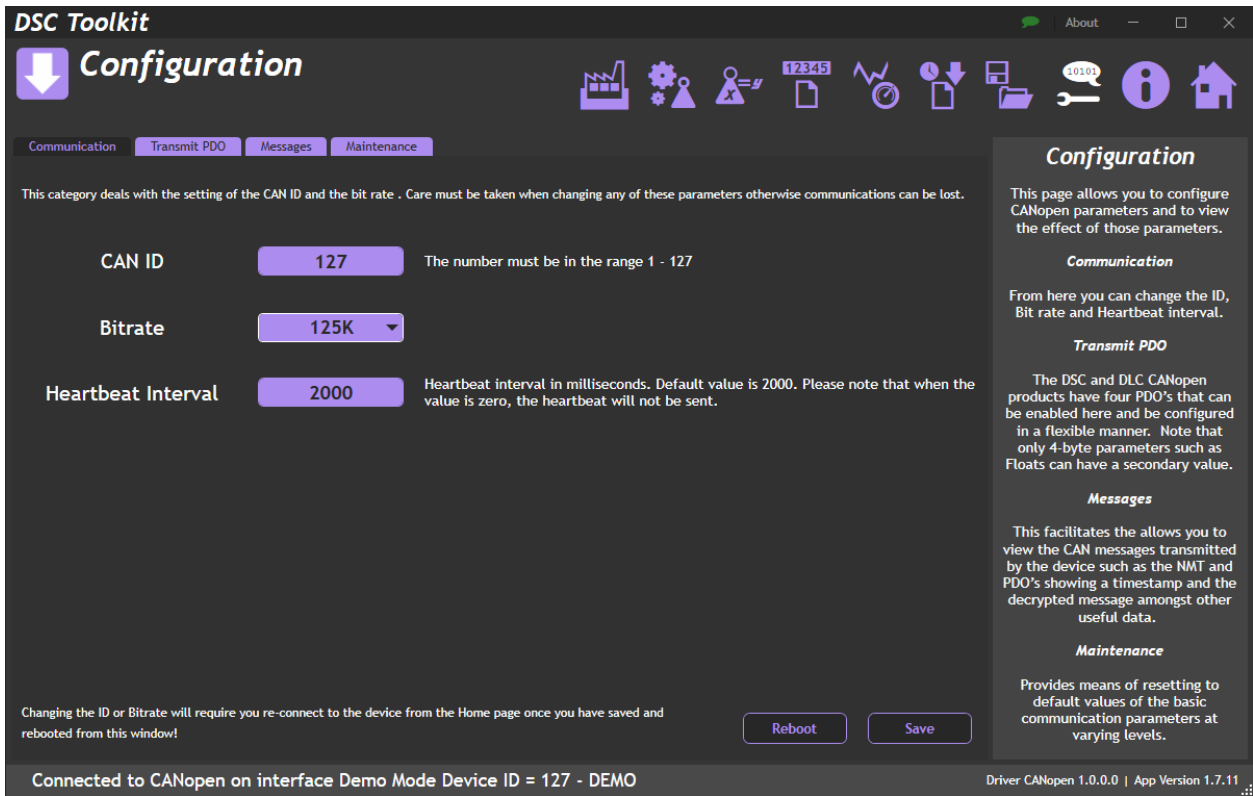 DSC Toolkit
About
Configuration
12345
10101
x
=y
i
Communication
Transmit PDO
Messages
Maintenance
This category deals with the setting of the CAN ID and the bit rate . Care must be taken when changing any of these parameters otherwise communications can be lost.
CAN ID
127
The number must be in the range 1 - 127
Bitrate
125K
Heartbeat Interval
2000
Heartbeat interval in milliseconds. Default value is 2000. Please note that when the
value is zero, the heartbeat will not be sent.
Changing the ID or Bitrate will require you re-connect to the device from the Home page once you have saved and
rebooted from this window!
Reboot
Save
Configuration
This page allows you to configure
CANopen parameters and to view
the effect of those parameters.
Communication
From here you can change the ID,
Bit rate and Heartbeat interval.
Transmit PDO
The DSC and DLC CANopen
products have four PDO's that can
be enabled here and be configured
in a flexible manner.  Note that
only 4-byte parameters such as
Floats can have a secondary value.
Messages
This facilitates the allows you to
view the CAN messages transmitted
by the device such as the NMT and
PDO's showing a timestamp and the
decrypted message amongst other
useful data.
Maintenance
Provides means of resetting to
default values of the basic
communication parameters at
varying levels.
Connected to CANopen on interface Demo Mode Device ID = 127 - DEMO
Driver CANopen 1.0.0.0 | App Version 1.7.11